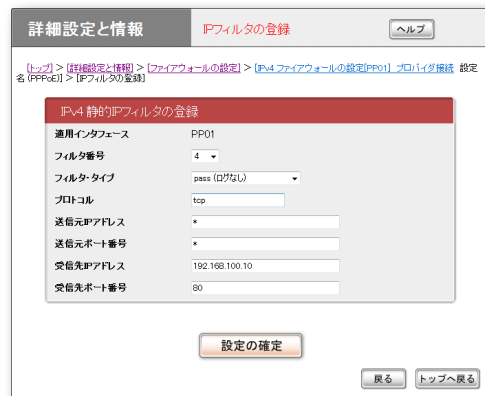 詳細設定と情報
IPフィルタの登録
ヘルプ
[トップ] > [詳細設定と情報] > [ファイアウォールの設定] > [IPv4 ファイアウォールの設定[PP01] プロバイダ接続 設定
名 (PPPoE)] > [IPフィルタの登録]
IPv4 静的IPフィルタの登録
適用インタフェース PP01
フィルタ番号 4
フィルタ・タイプ pass (ログなし)
プロトコル tcp
送信元IPアドレス *
送信元ポート番号 *
受信先IPアドレス 192.168.100.10
受信先ポート番号 80
設定の確定
戻る トップへ戻る